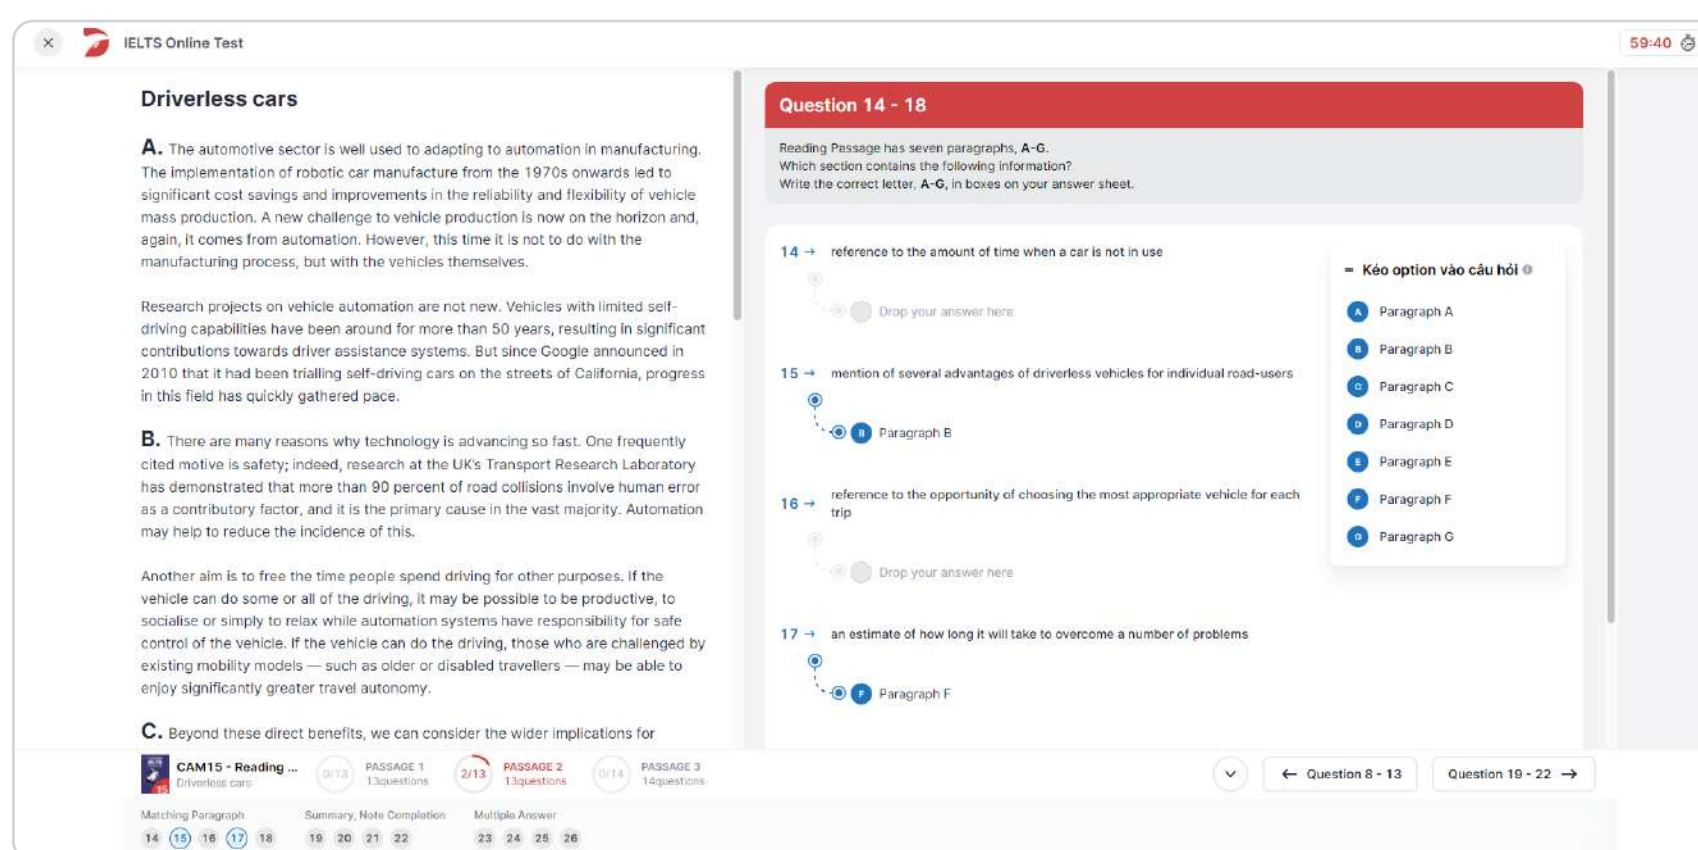 IELTS Online Test
59:40
Driverless cars
A. The automotive sector is well used to adapting to automation in manufacturing.
The implementation of robotic car manufacture from the 1970s onwards led to
significant cost savings and improvements in the reliability and flexibility of vehicle
mass production. A new challenge to vehicle production is now on the horizon and,
again, it comes from automation. However, this time it is not to do with the
manufacturing process, but with the vehicles themselves.
Research projects on vehicle automation are not new. Vehicles with limited self-
driving capabilities have been around for more than 50 years, resulting in significant
contributions towards driver assistance systems. But since Google announced in
2010 that it had been trialling self-driving cars on the streets of California, progress
in this field has quickly gathered pace.
B. There are many reasons why technology is advancing so fast. One frequently
cited motive is safety; indeed, research at the UK's Transport Research Laboratory
has demonstrated that more than 90 percent of road collisions involve human error
as a contributory factor, and it is the primary cause in the vast majority. Automation
may help to reduce the incidence of this.
Another aim is to free the time people spend driving for other purposes. If the
vehicle can do some or all of the driving, it may be possible to be productive, to
socialise or simply to relax while automation systems have responsibility for safe
control of the vehicle. If the vehicle can do the driving, those who are challenged by
existing mobility models — such as older or disabled travellers — may be able to
enjoy significantly greater travel autonomy.
C. Beyond these direct benefits, we can consider the wider implications for
Question 14 - 18
Reading Passage has seven paragraphs, A-G.
Which section contains the following information?
Write the correct letter, A-G, in boxes on your answer sheet.
14 → reference to the amount of time when a car is not in use
Drop your answer here
15 → mention of several advantages of driverless vehicles for individual road-users
B Paragraph B
16 → reference to the opportunity of choosing the most appropriate vehicle for each
trip
Drop your answer here
17 → an estimate of how long it will take to overcome a number of problems
F Paragraph F
Kéo option vào câu hỏi
A Paragraph A
B Paragraph B
C Paragraph C
D Paragraph D
E Paragraph E
F Paragraph F
G Paragraph G
CAM15 - Reading ...
Driverless cars
0/13
PASSAGE 1
13questions
2/13
PASSAGE 2
13questions
0/14
PASSAGE 3
14questions
← Question 8 - 13
Question 19 - 22 →
Matching Paragraph
14 15 16 17 18
Summary, Note Completion
19 20 21 22
Multiple Answer
23 24 25 26